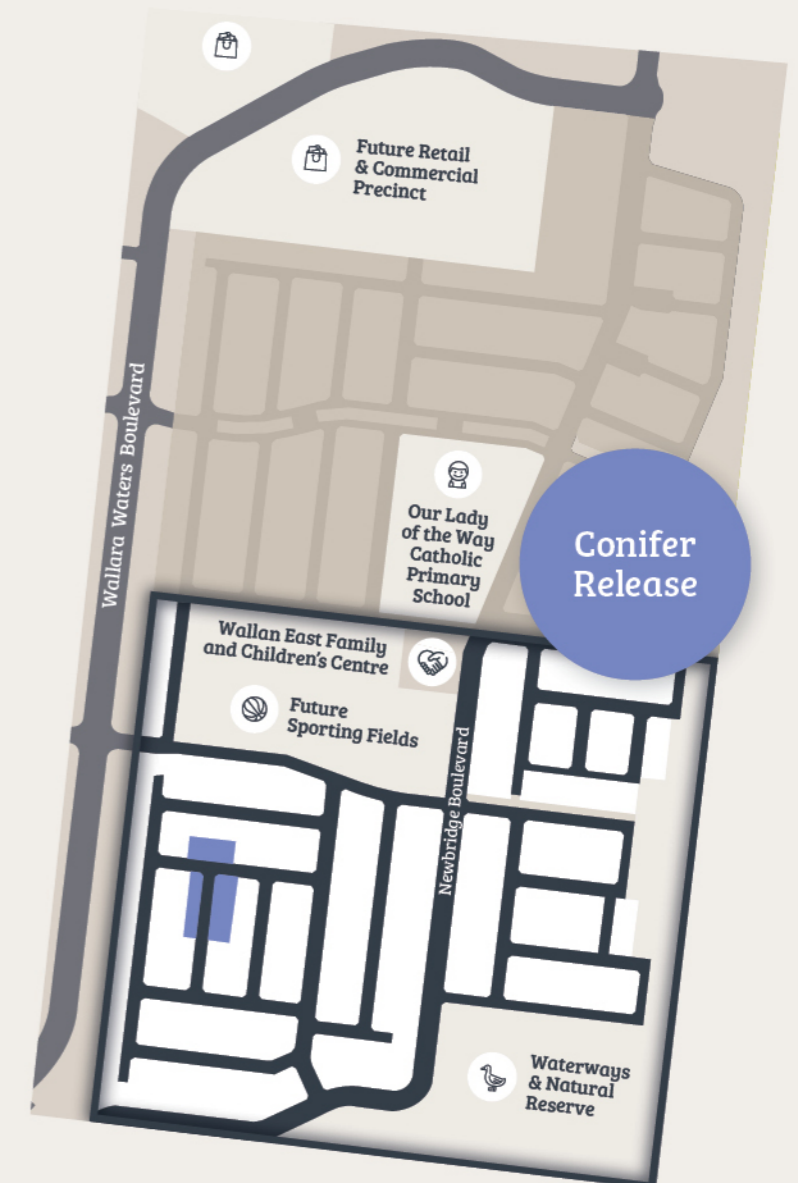 Future Retail
& Commercial
Precinct
Wallara Waters Boulevard
Our Lady
of the Way
Catholic
Primary
School
Conifer
Release
Wallan East Family
and Children's Centre
Future
Sporting Fields
Newbridge Boulevard
Waterways
& Natural
Reserve